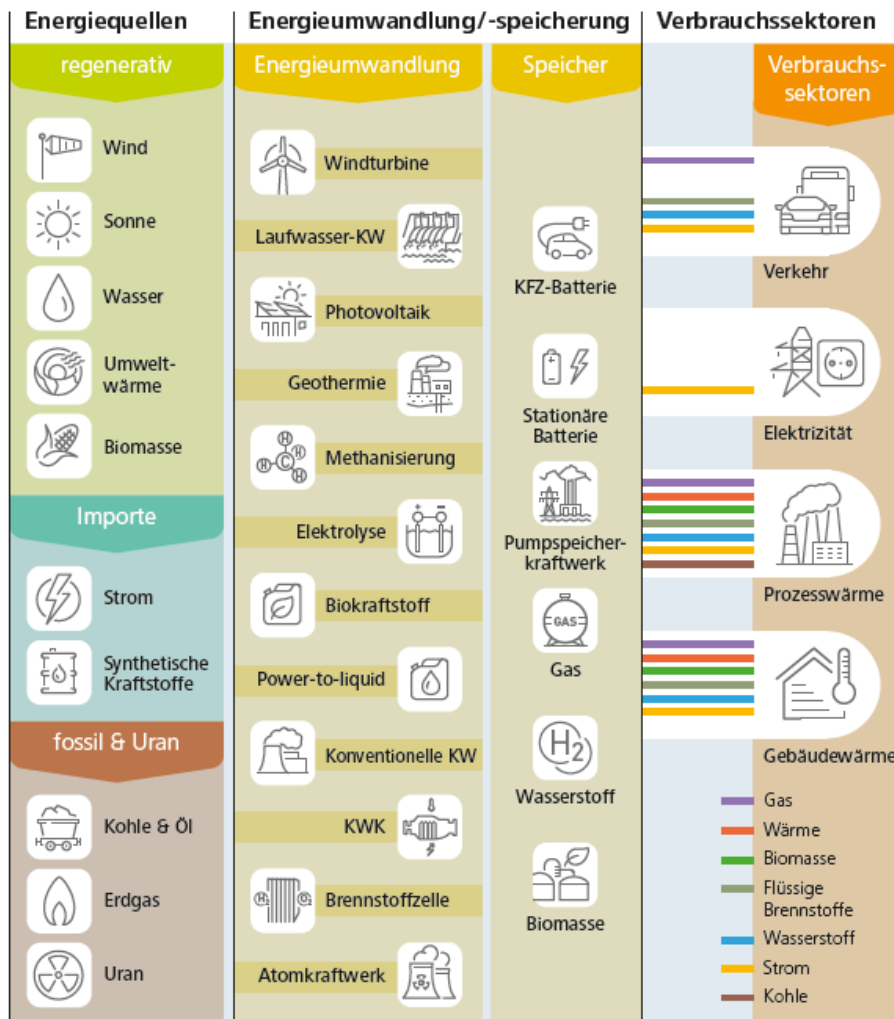 Energiequellen
Energieumwandlung/-speicherung
Verbrauchssektoren
regenerativ
Wind
Sonne
Wasser
Umwelt-
wärme
Biomasse
Importe
Strom
Synthetische
Kraftstoffe
fossil & Uran
Kohle & Öl
Erdgas
Uran
Energieumwandlung
Windturbine
Laufwasser-KW
Photovoltaik
Geothermie
H
H
C
H
H
Methanisierung
Elektrolyse
+
-
Biokraftstoff
Power-to-liquid
Konventionelle KW
KWK
H₂
O₂
Brennstoffzelle
Atomkraftwerk
Speicher
KFZ-Batterie
Stationäre
Batterie
Pumpspeicher-
kraftwerk
GAS
Gas
H2
Wasserstoff
Biomasse
Verbrauchs-
sektoren
Verkehr
Elektrizität
Prozesswärme
Gebäudewärme
Gas
Wärme
Biomasse
Flüssige
Brennstoffe
Wasserstoff
Strom
Kohle